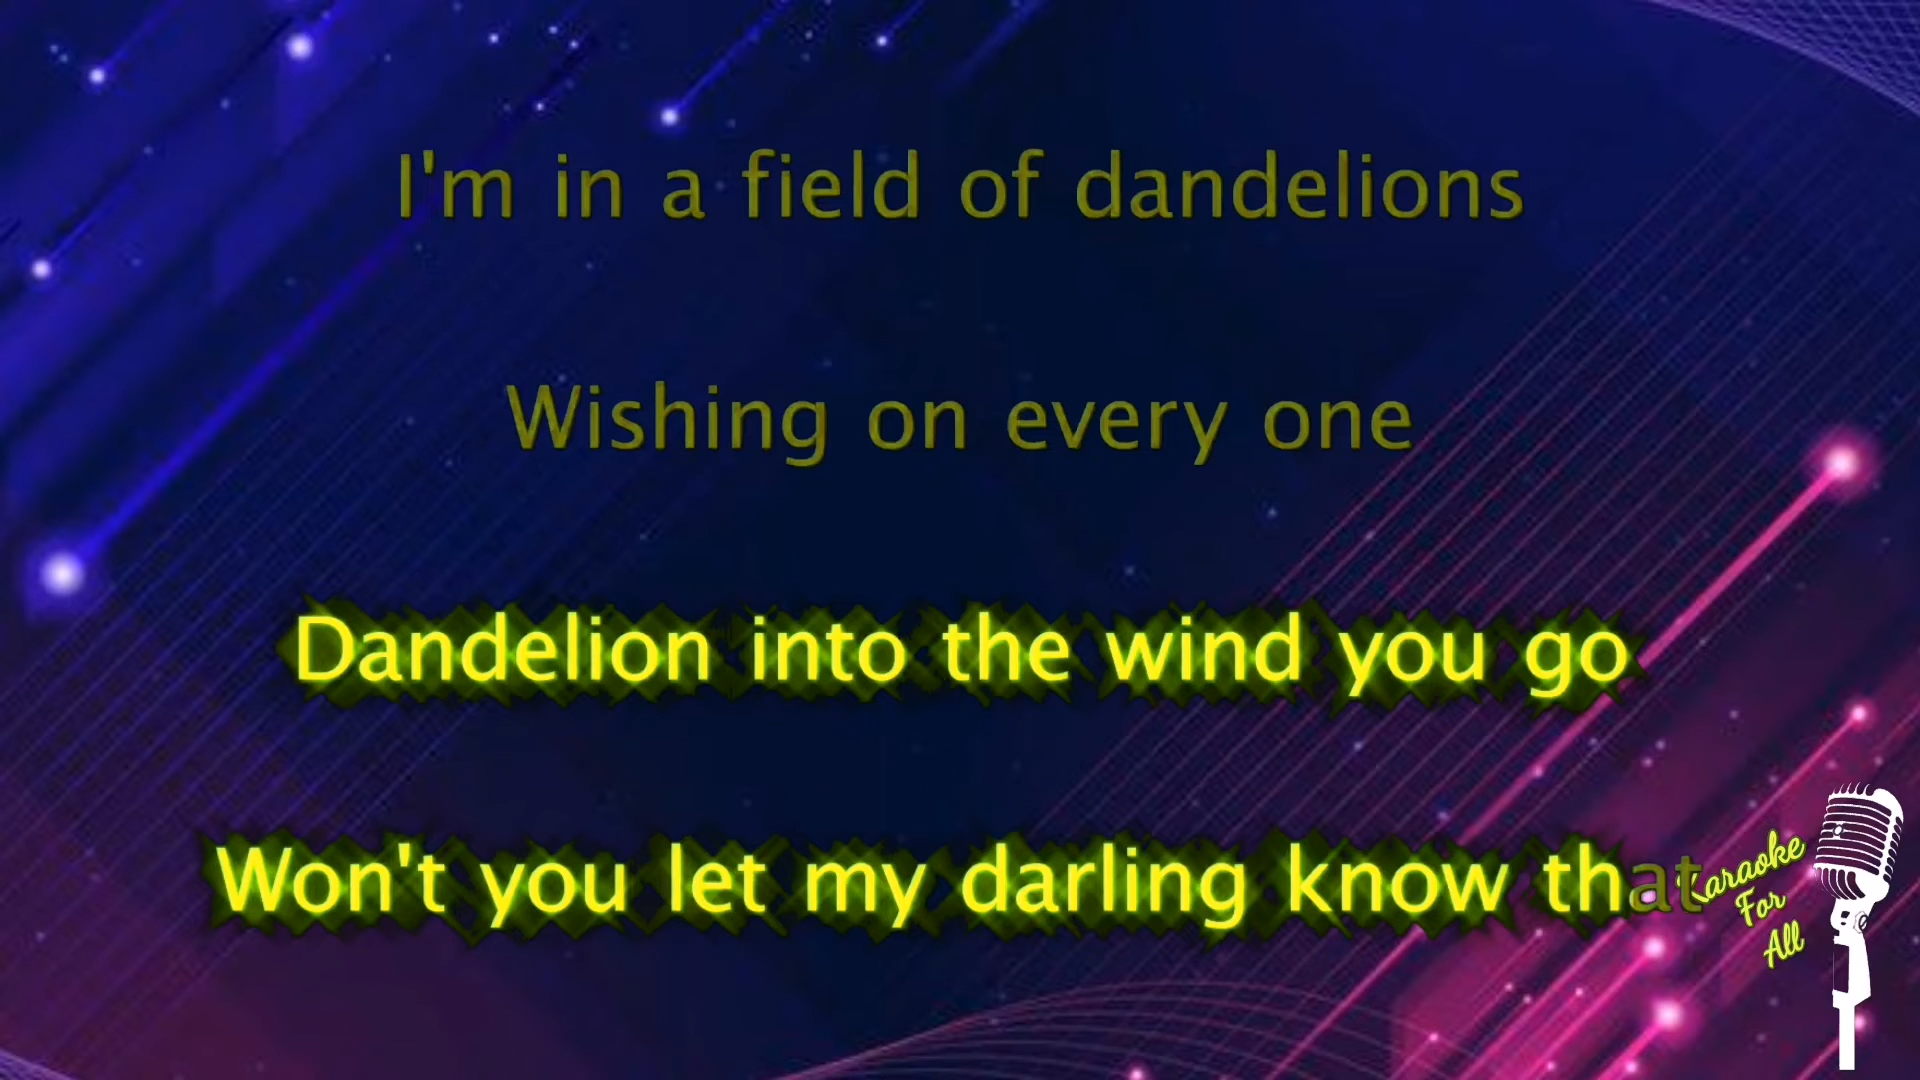 I'm in a field of dandelions
Wishing on every one
Dandelion into the wind you go
Won't you let my darling know that
Karaoke
For
All